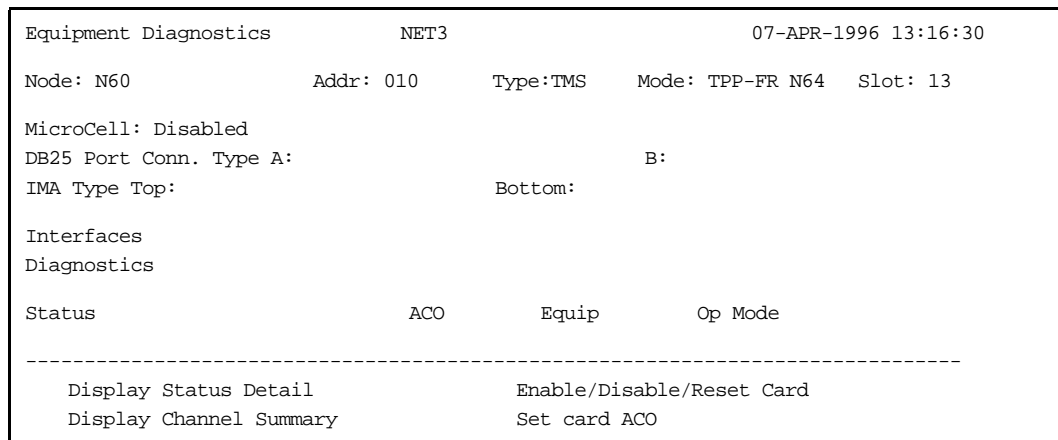 Equipment Diagnostics NET3 07-APR-1996 13:16:30
Node: N60 Addr: 010 Type:TMS Mode: TPP-FR N64 Slot: 13
MicroCell: Disabled
DB25 Port Conn. Type A: B:
IMA Type Top: Bottom:
Interfaces
Diagnostics
Status ACO Equip Op Mode
--------------------------------------------------------------------------------
Display Status Detail Enable/Disable/Reset Card
Display Channel Summary Set card ACO